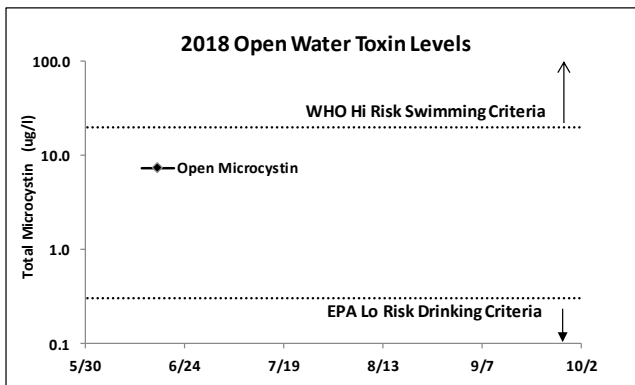 2018 Open Water Toxin Levels
100.0
WHO Hi Risk Swimming Criteria
10.0
Open Microcystin
Total Microcystin (ug/l)
1.0
EPA Lo Risk Drinking Criteria
0.1
5/30 6/24 7/19 8/13 9/7 10/2